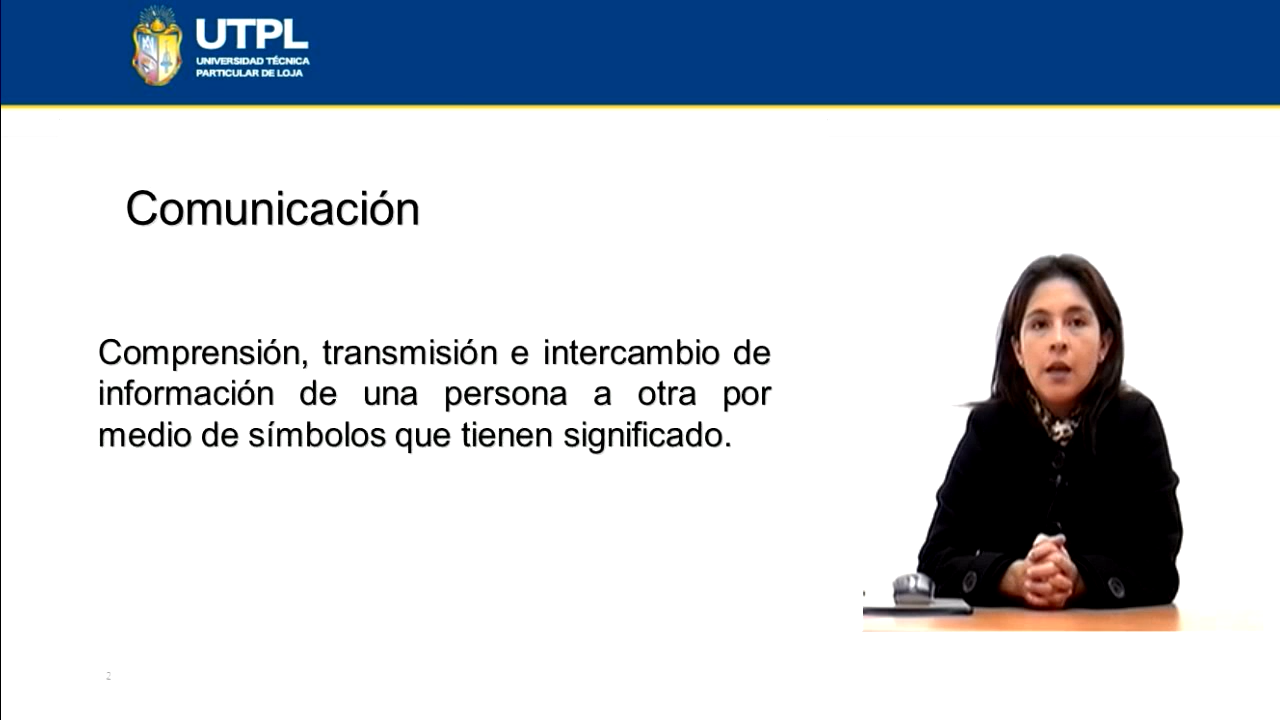 UTPL
UNIVERSIDAD TÉCNICA
PARTICULAR DE LOJA
Comunicación
Comprensión, transmisión e intercambio de
información de una persona a otra por
medio de símbolos que tienen significado.
2